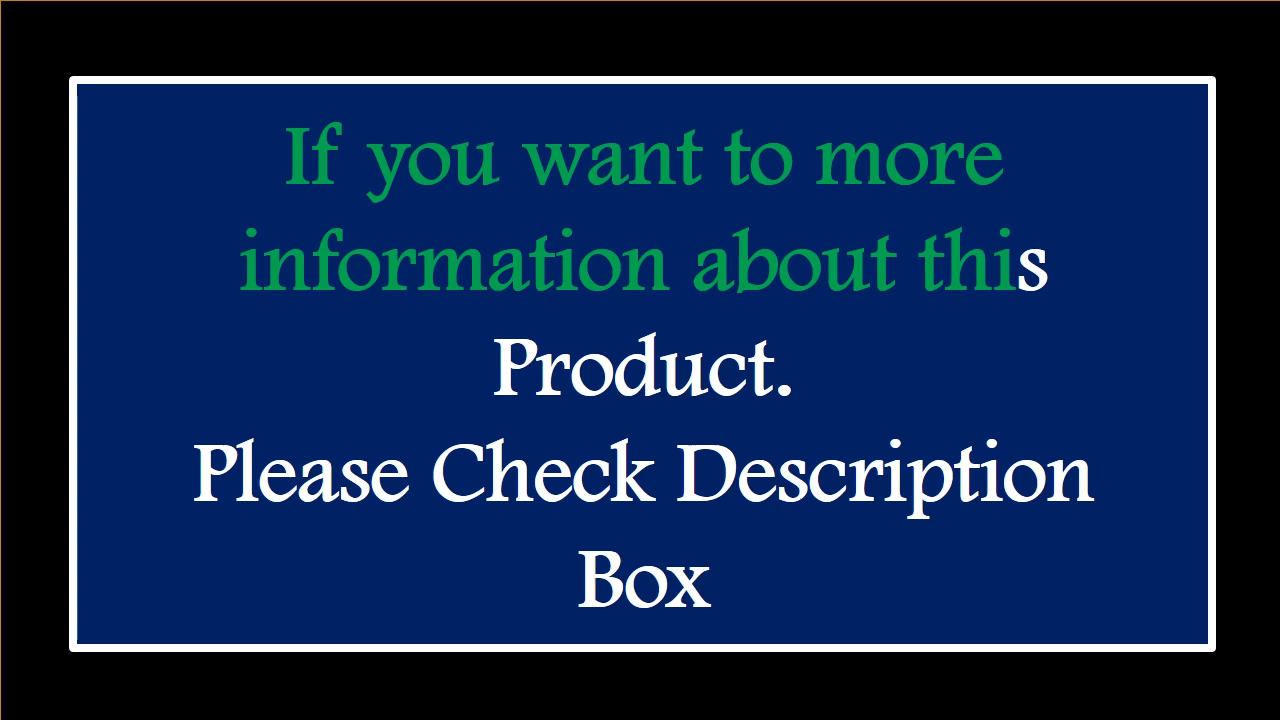 If you want to more
information about this
Product.
Please Check Description
Box